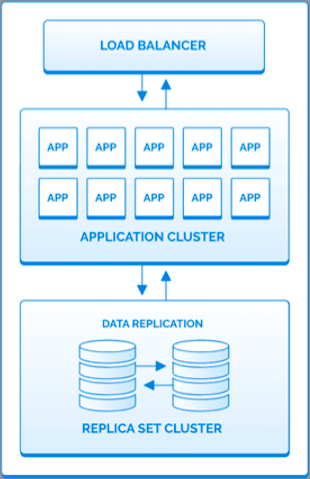 LOAD BALANCER
APP APP APP APP APP
APP APP APP APP APP
APPLICATION CLUSTER
DATA REPLICATION
REPLICA SET CLUSTER